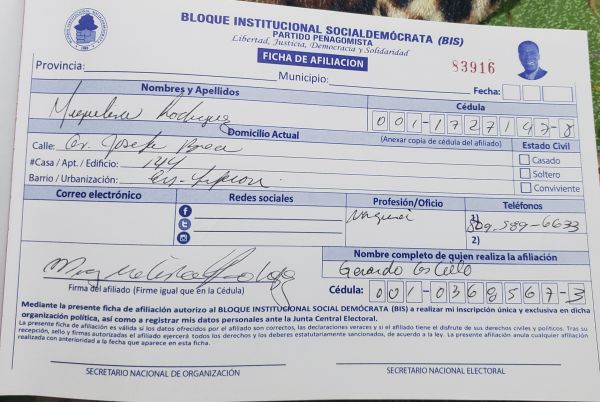 BLOQUE INSTITUCIONAL SOCIALDEMÓCRATA (BIS)
PARTIDO PEÑAGOMISTA
Libertad, Justicia, Democracia y Solidaridad
FICHA DE AFILIACION
83916
Provincia:
Municipio:
Fecha:
Nombres y Apellidos
Cédula
Rodriguez
001-172719
Domicilio Actual
(Anexar copia de cédula del afiliado)
Estado Civil
Calle: Av. Josefa Brea
#Casa / Apt. / Edificio: 144
Barrio / Urbanización:
Casado
Soltero
Conviviente
Correo electrónico
Redes sociales
Profesión/Oficio
Teléfonos
1) 809-589-6633
2)
Nombre completo de quien realiza la afiliación
Gerardo Castillo
Firma del afiliado (Firme igual que en la Cédula)
Cédula: 001-0368567-3
Mediante la presente ficha de afiliación autorizo al BLOQUE INSTITUCIONAL SOCIAL DEMÓCRATA (BIS) a realizar mi inscripción única y exclusiva en dicha
organización política, así como a registrar mis datos personales ante la Junta Central Electoral.
La presente ficha de afiliación es válida si los datos ofrecidos por el afiliado son correctos, las declaraciones veraces y si el afiliado tiene el disfrute de sus derechos civiles y políticos. Tras su
recepción, sello y firmas autorizadas el afiliado ejercerá todos los derechos y los deberes estatutariamente sancionados, de acuerdo a la ley. La presente afiliación anula cualquier afiliación
realizada con anterioridad a la fecha que aparece en esta ficha.
SECRETARIO NACIONAL DE ORGANIZACIÓN
SECRETARIO NACIONAL ELECTORAL